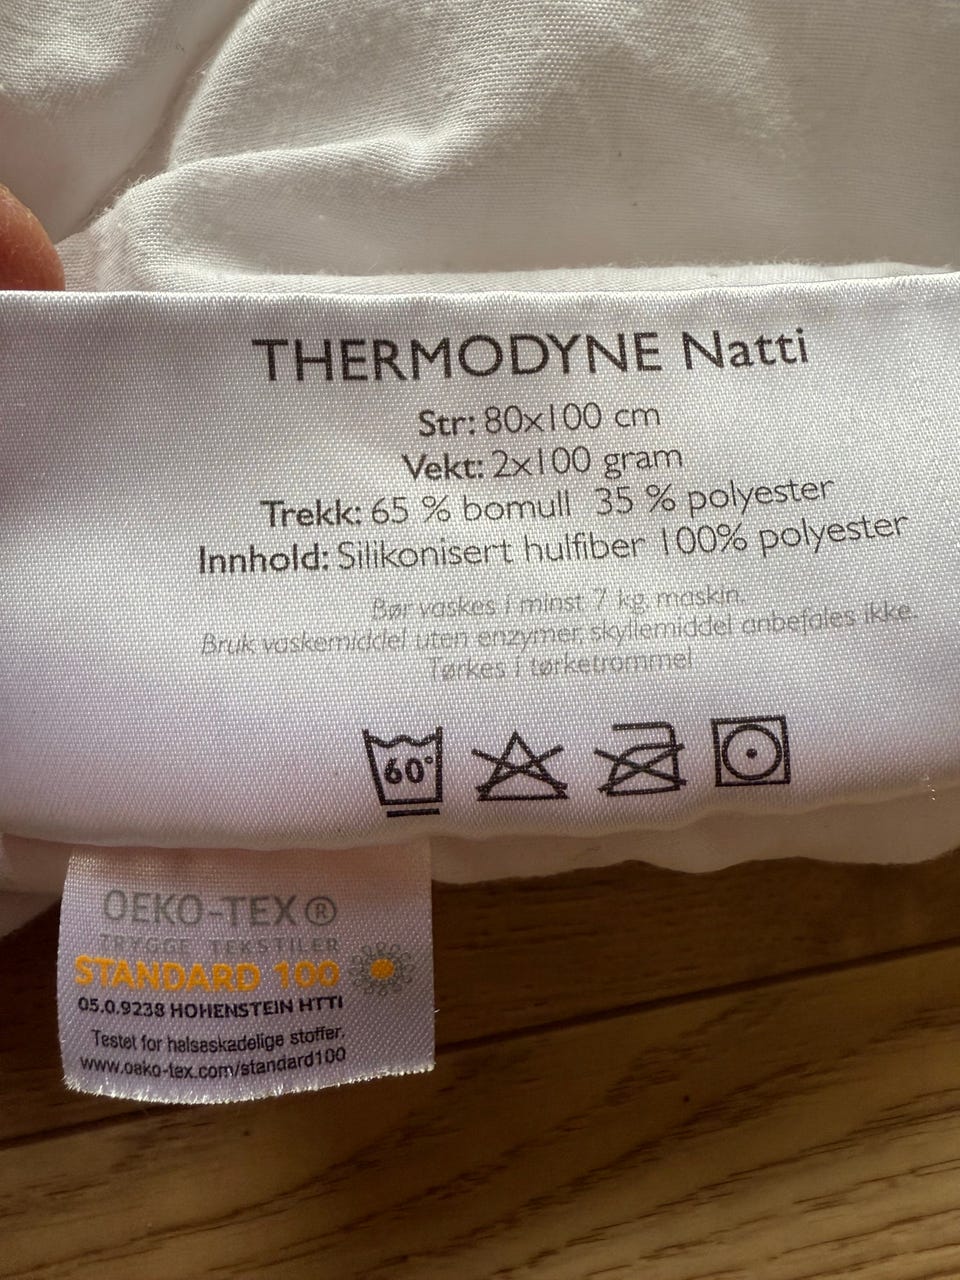 THERMODYNE Natti
Str: 80x100 cm
Vekt: 2x100 gram
Trekk: 65 % bomull 35 % polyester
Innhold: Silikonisert hulfiber 100% polyester
Bør vaskes i minst 7 kg. maskin.
Bruk vaskemiddel uten enzymer, skyllemiddel anbefales ikke.
Tørkes i tørketrommel
60°
OEKO-TEX®
TRYGGE TEKSTILER
STANDARD 100
05.0.9238 HOHENSTEIN HTTI
Testet for helseskadelige stoffer.
www.oeko-tex.com/standard100